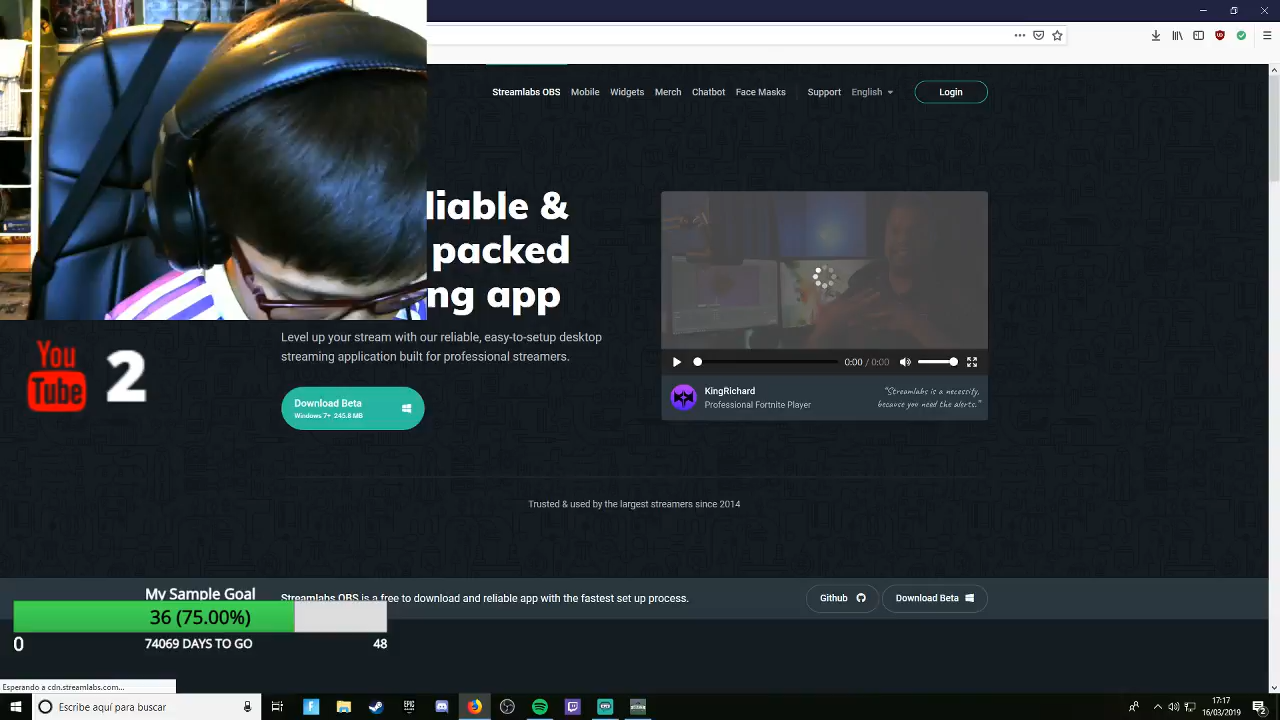 Streamlabs OBS Mobile Widgets Merch Chatbot Face Masks Support English Login
liable &
packed
ng app
Level up your stream with our reliable, easy-to-setup desktop
streaming application built for professional streamers.
Download Beta
Windows 7+ 245.8 MB
0:00 / 0:00
KingRichard
Professional Fortnite Player
“Streamlabs is a necessify,
because you need the alerts.”
You
Tube
2
Trusted & used by the largest streamers since 2014
Streamlabs OBS is a free to download and reliable app with the fastest set up process.
Github
Download Beta
My Sample Goal
36 (75.00%)
0
74069 DAYS TO GO
48
Esperando a cdn.streamlabs.com...
Escribe aquí para buscar
EPIC
GAMES
17:17
16/03/2019
2